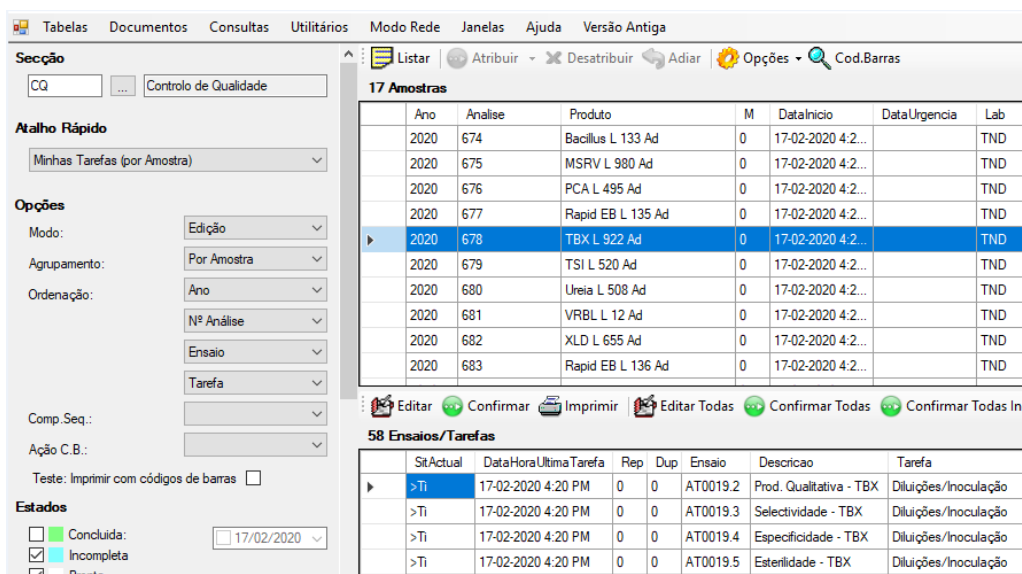 Tabelas Documentos Consultas Utilitários Modo Rede Janelas Ajuda Versão Antiga
Secção
CQ ... Controlo de Qualidade
Atalho Rápido
Minhas Tarefas (por Amostra)
Opções
Modo: Edição
Agrupamento: Por Amostra
Ordenação: Ano
Nº Análise
Ensaio
Tarefa
Comp.Seq.:
Ação C.B.:
Teste: Imprimir com códigos de barras
Estados
Concluida: 17/02/2020
Incompleta
Listar Atribuir Desatribuir Adiar Opções Cod.Barras
17 Amostras
Ano Analise Produto M DataInicio DataUrgencia Lab
2020 674 Bacillus L 133 Ad 0 17-02-2020 4:2... TND
2020 675 MSRV L 980 Ad 0 17-02-2020 4:2... TND
2020 676 PCA L 495 Ad 0 17-02-2020 4:2... TND
2020 677 Rapid EB L 135 Ad 0 17-02-2020 4:2... TND
2020 678 TBX L 922 Ad 0 17-02-2020 4:2... TND
2020 679 TSI L 520 Ad 0 17-02-2020 4:2... TND
2020 680 Ureia L 508 Ad 0 17-02-2020 4:2... TND
2020 681 VRBL L 12 Ad 0 17-02-2020 4:2... TND
2020 682 XLD L 655 Ad 0 17-02-2020 4:2... TND
2020 683 Rapid EB L 136 Ad 0 17-02-2020 4:2... TND
Editar Confirmar Imprimir Editar Todas Confirmar Todas Confirmar Todas In
58 Ensaios/Tarefas
SitActual DataHoraUltimaTarefa Rep Dup Ensaio Descricao Tarefa
>Ti 17-02-2020 4:20 PM 0 0 AT0019.2 Prod. Qualitativa - TBX Diluições/Inoculação
>Ti 17-02-2020 4:20 PM 0 0 AT0019.3 Selectividade - TBX Diluições/Inoculação
>Ti 17-02-2020 4:20 PM 0 0 AT0019.4 Especificidade - TBX Diluições/Inoculação
>Ti 17-02-2020 4:20 PM 0 0 AT0019.5 Esterilidade - TBX Diluições/Inoculação